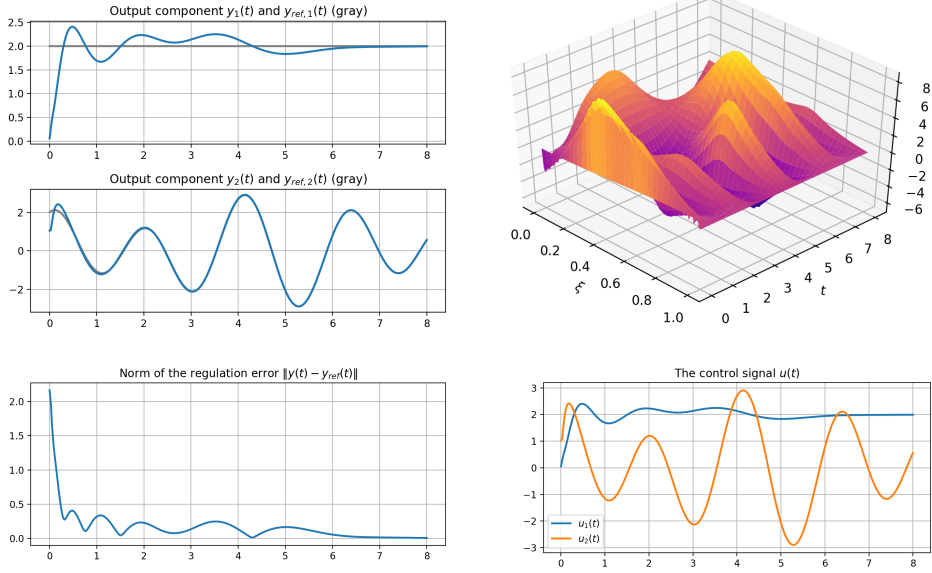 Output component y₁(t) and y_ref,1(t) (gray)
2.5
2.0
1.5
1.0
0.5
0.0
0 1 2 3 4 5 6 7 8
Output component y₂(t) and y_ref,2(t) (gray)
2
0
−2
0 1 2 3 4 5 6 7 8
8
6
4
2
0
−2
−4
−6
0.0
0.2
0.4
0.6
0.8
1.0
ξ
0 1 2 3 4 5 6 7 8
t
Norm of the regulation error ‖y(t) − y_ref(t)‖
2.0
1.5
1.0
0.5
0.0
0 1 2 3 4 5 6 7 8
The control signal u(t)
3
2
1
0
−1
−2
−3
u₁(t)
u₂(t)
0 1 2 3 4 5 6 7 8